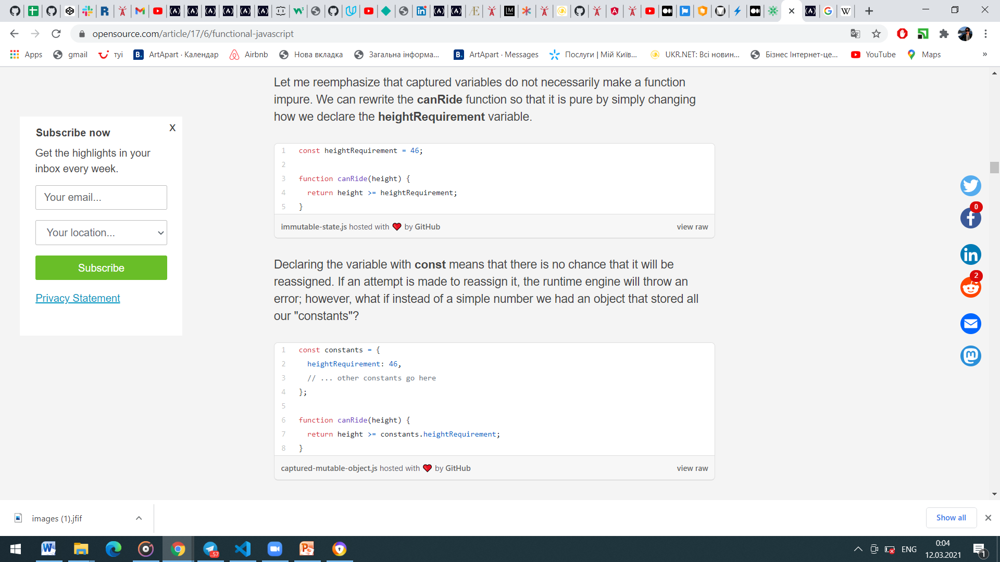 opensource.com/article/17/6/functional-javascript
Apps gmail туі B. ArtApart · Календар Airbnb Нова вкладка Загальна інформа... B. ArtApart · Messages Послуги | Мій Київ... UKR.NET: Всі новин... Бізнес Інтернет-це... YouTube Maps »
Let me reemphasize that captured variables do not necessarily make a function
impure. We can rewrite the canRide function so that it is pure by simply changing
how we declare the heightRequirement variable.
Subscribe now X
Get the highlights in your
inbox every week.
Your email...
Your location...
Subscribe
Privacy Statement
1 const heightRequirement = 46;
2
3 function canRide(height) {
4 return height >= heightRequirement;
5 }
immutable-state.js hosted with ❤ by GitHub view raw
Declaring the variable with const means that there is no chance that it will be
reassigned. If an attempt is made to reassign it, the runtime engine will throw an
error; however, what if instead of a simple number we had an object that stored all
our "constants"?
1 const constants = {
2 heightRequirement: 46,
3 // ... other constants go here
4 };
5
6 function canRide(height) {
7 return height >= constants.heightRequirement;
8 }
captured-mutable-object.js hosted with ❤ by GitHub view raw
0
2
images (1).jfif
Show all
.57
ENG
0:04
12.03.2021
1